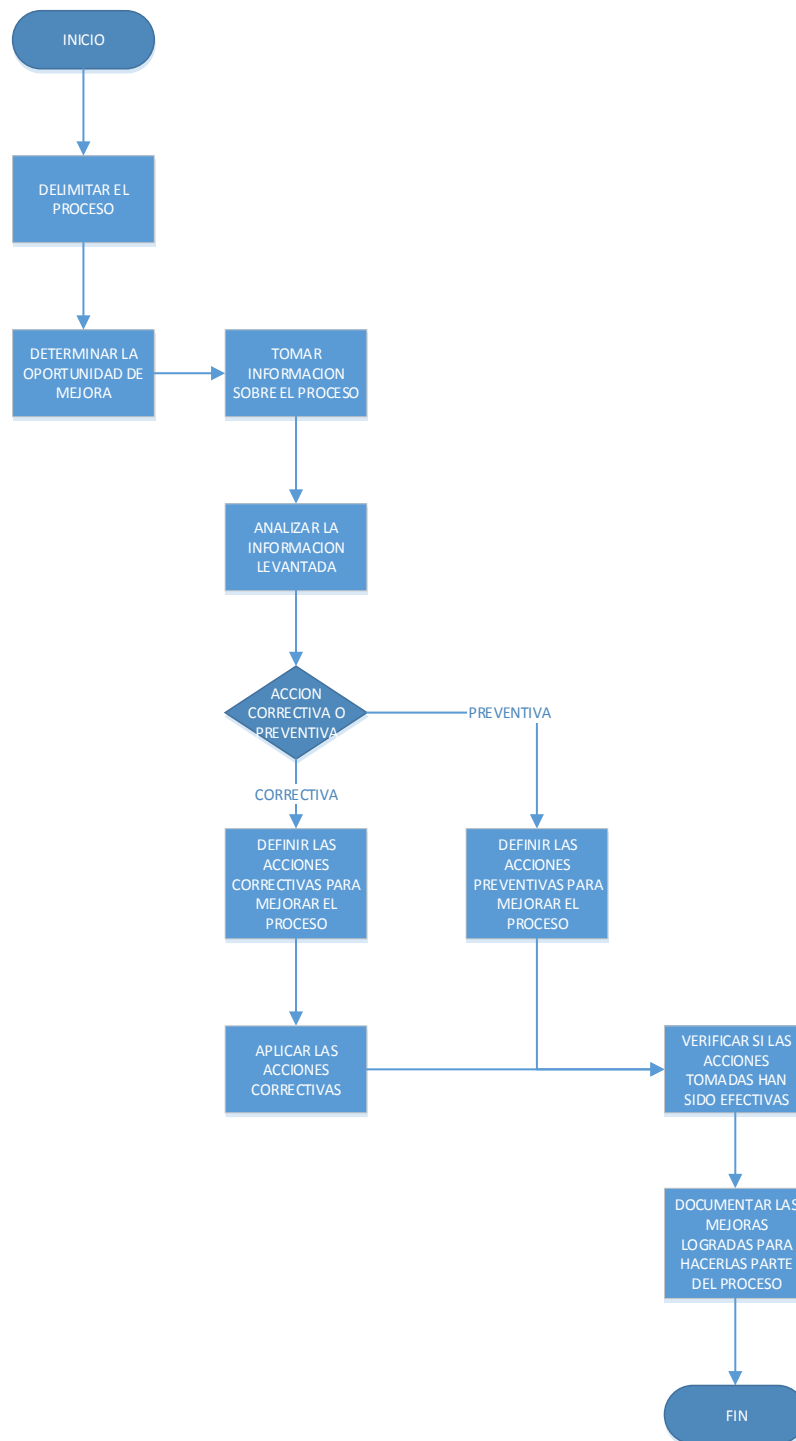 INICIO
DELIMITAR EL
PROCESO
DETERMINAR LA
OPORTUNIDAD DE
MEJORA
TOMAR
INFORMACION
SOBRE EL PROCESO
ANALIZAR LA
INFORMACION
LEVANTADA
ACCION
CORRECTIVA O
PREVENTIVA
PREVENTIVA
CORRECTIVA
DEFINIR LAS
ACCIONES
CORRECTIVAS PARA
MEJORAR EL
PROCESO
DEFINIR LAS
ACCIONES
PREVENTIVAS PARA
MEJORAR EL
PROCESO
APLICAR LAS
ACCIONES
CORRECTIVAS
VERIFICAR SI LAS
ACCIONES
TOMADAS HAN
SIDO EFECTIVAS
DOCUMENTAR LAS
MEJORAS
LOGRADAS PARA
HACERLAS PARTE
DEL PROCESO
FIN